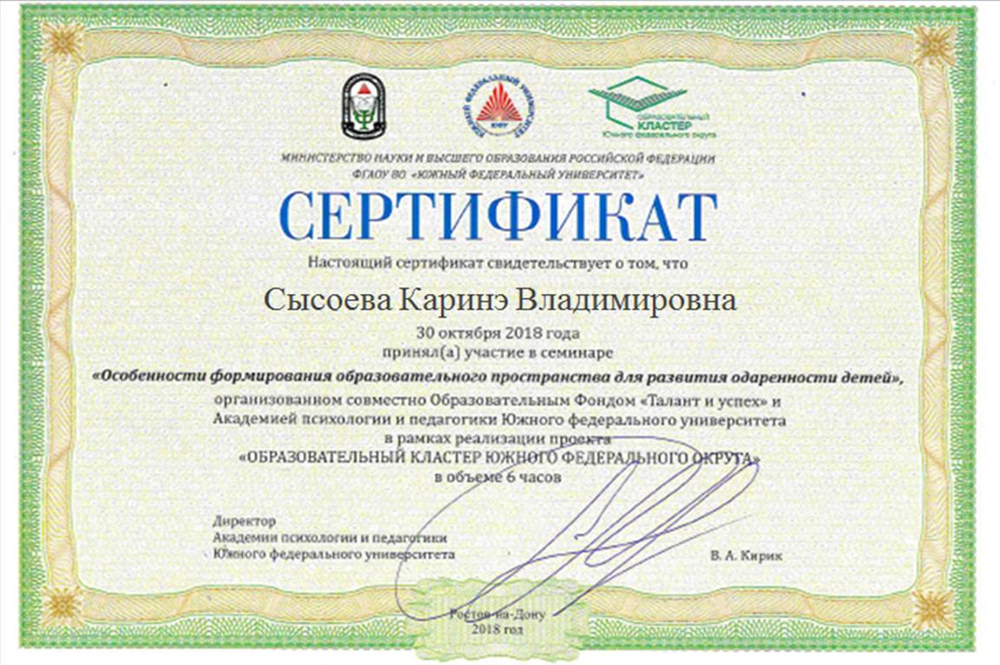 ЮЖНЫЙ ФЕДЕРАЛЬНЫЙ УНИВЕРСИТЕТ
ЮФУ
ОБРАЗОВАТЕЛЬНЫЙ
КЛАСТЕР
Южного федерального округа
МИНИСТЕРСТВО НАУКИ И ВЫСШЕГО ОБРАЗОВАНИЯ РОССИЙСКОЙ ФЕДЕРАЦИИ
ФГАОУ ВО «ЮЖНЫЙ ФЕДЕРАЛЬНЫЙ УНИВЕРСИТЕТ»
СЕРТИФИКАТ
Настоящий сертификат свидетельствует о том, что
Сысоева Каринэ Владимировна
30 октября 2018 года
принял(а) участие в семинаре
«Особенности формирования образовательного пространства для развития одаренности детей»,
организованном совместно Образовательным Фондом «Талант и успех» и
Академией психологии и педагогики Южного федерального университета
в рамках реализации проекта
«ОБРАЗОВАТЕЛЬНЫЙ КЛАСТЕР ЮЖНОГО ФЕДЕРАЛЬНОГО ОКРУГА»
в объеме 6 часов
Директор
Академии психологии и педагогики
Южного федерального университета
В. А. Кирик
Ростов-на-Дону
2018 год